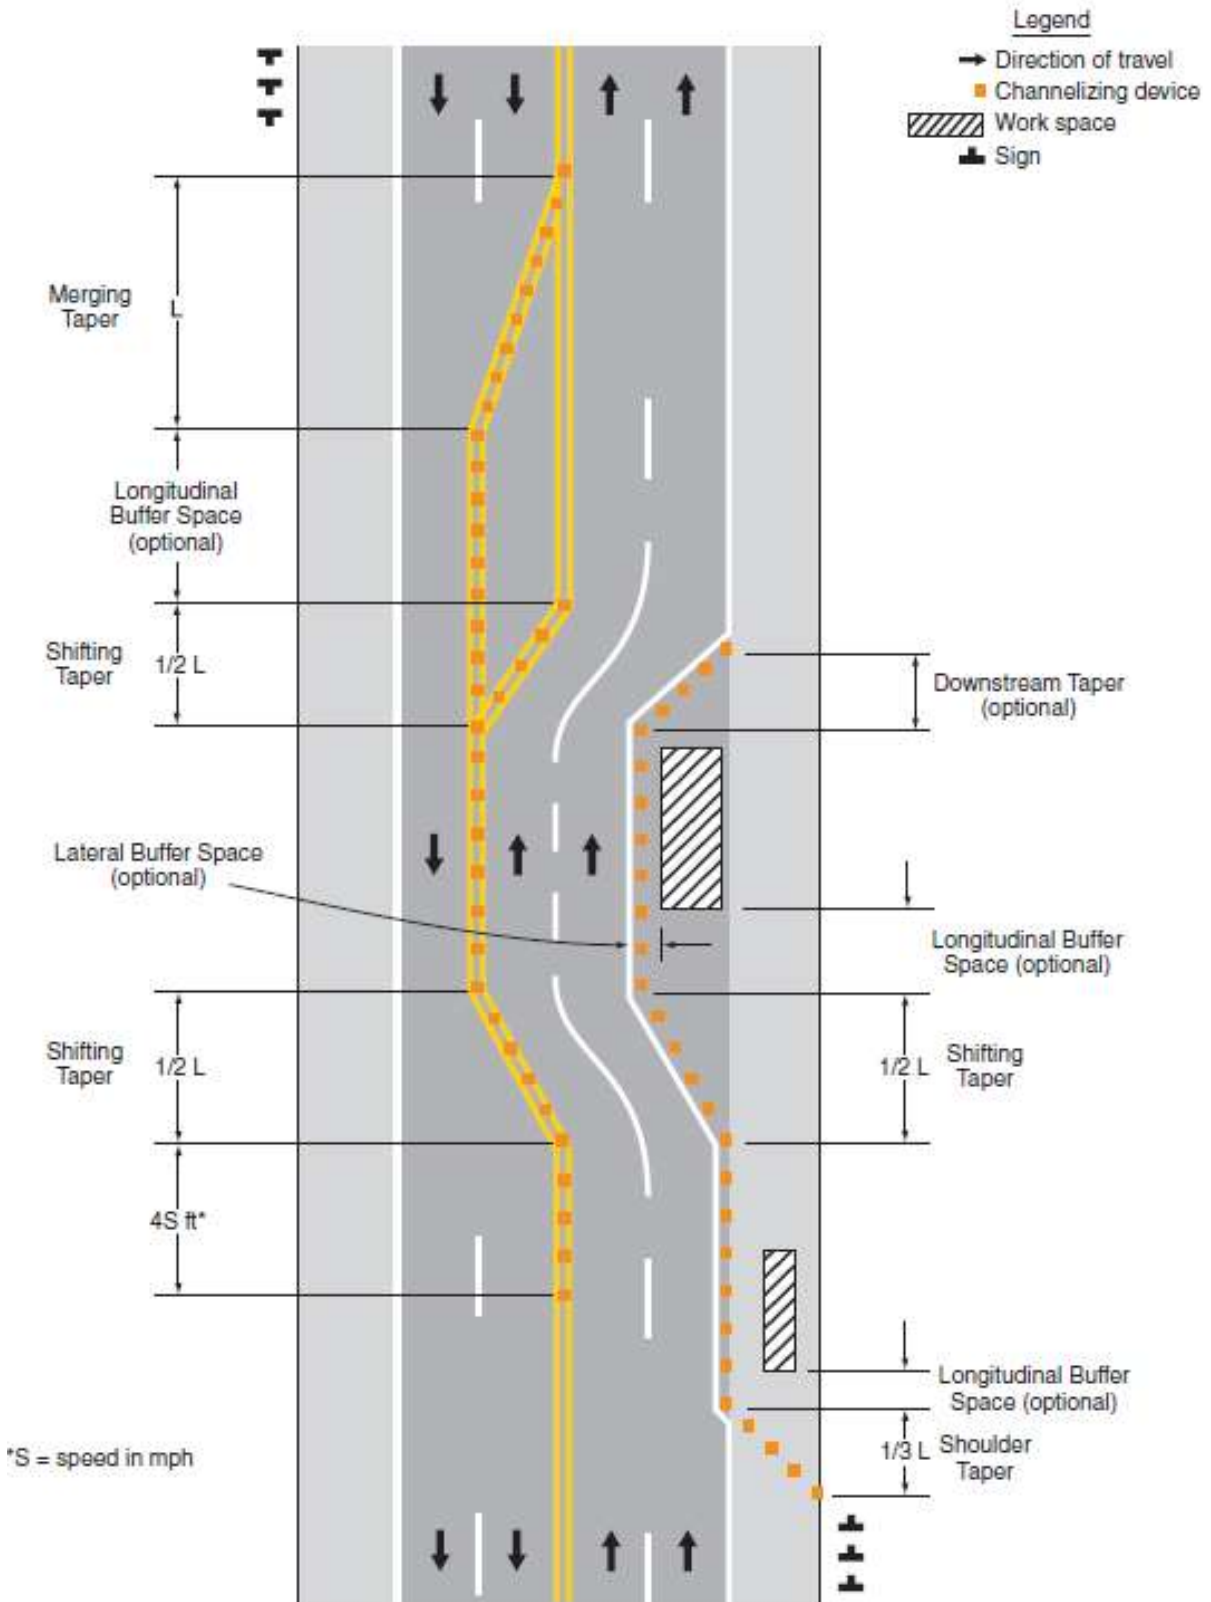 Legend
Direction of travel
Channelizing device
Work space
Sign
Merging
Taper
L
Longitudinal
Buffer Space
(optional)
Shifting
Taper
1/2 L
Downstream Taper
(optional)
Lateral Buffer Space
(optional)
Longitudinal Buffer
Space (optional)
Shifting
Taper
1/2 L
1/2 L
Shifting
Taper
4S ft*
Longitudinal Buffer
Space (optional)
*S = speed in mph
1/3 L
Shoulder
Taper